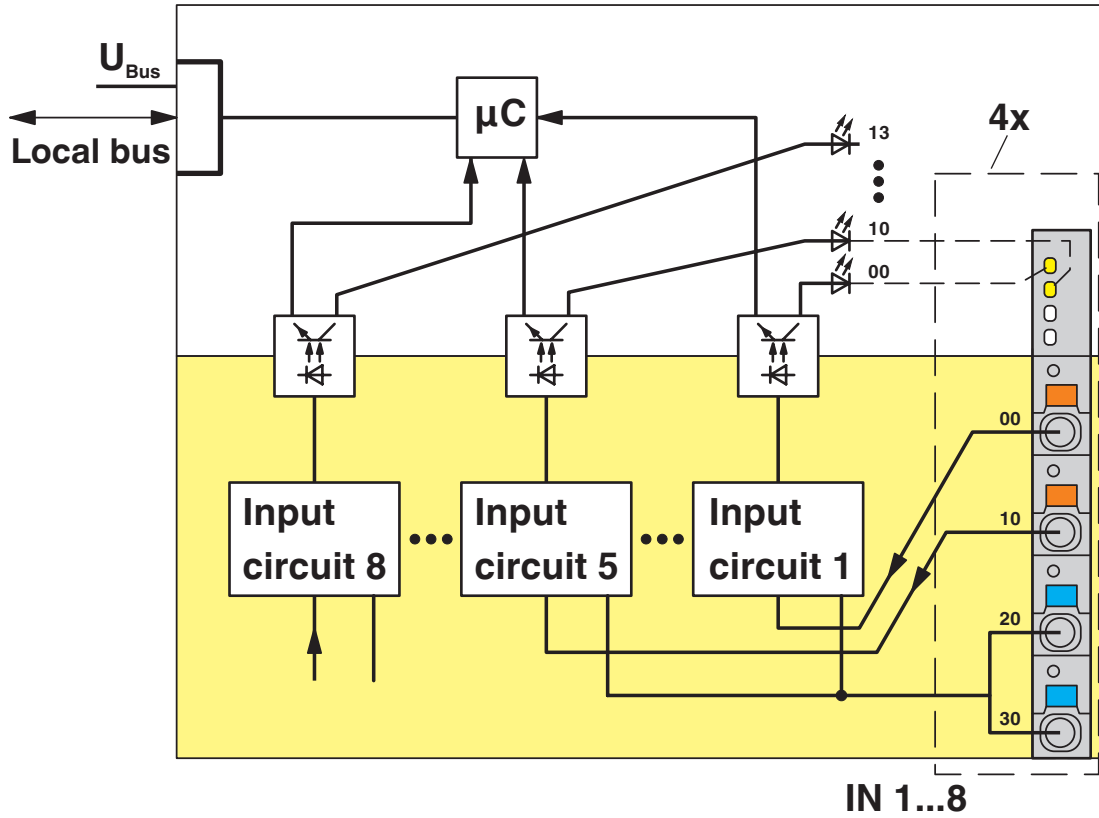 U Bus
µC
4x
Local bus
13
10
00
00
10
20
30
Input circuit 8
Input circuit 5
Input circuit 1
IN 1...8